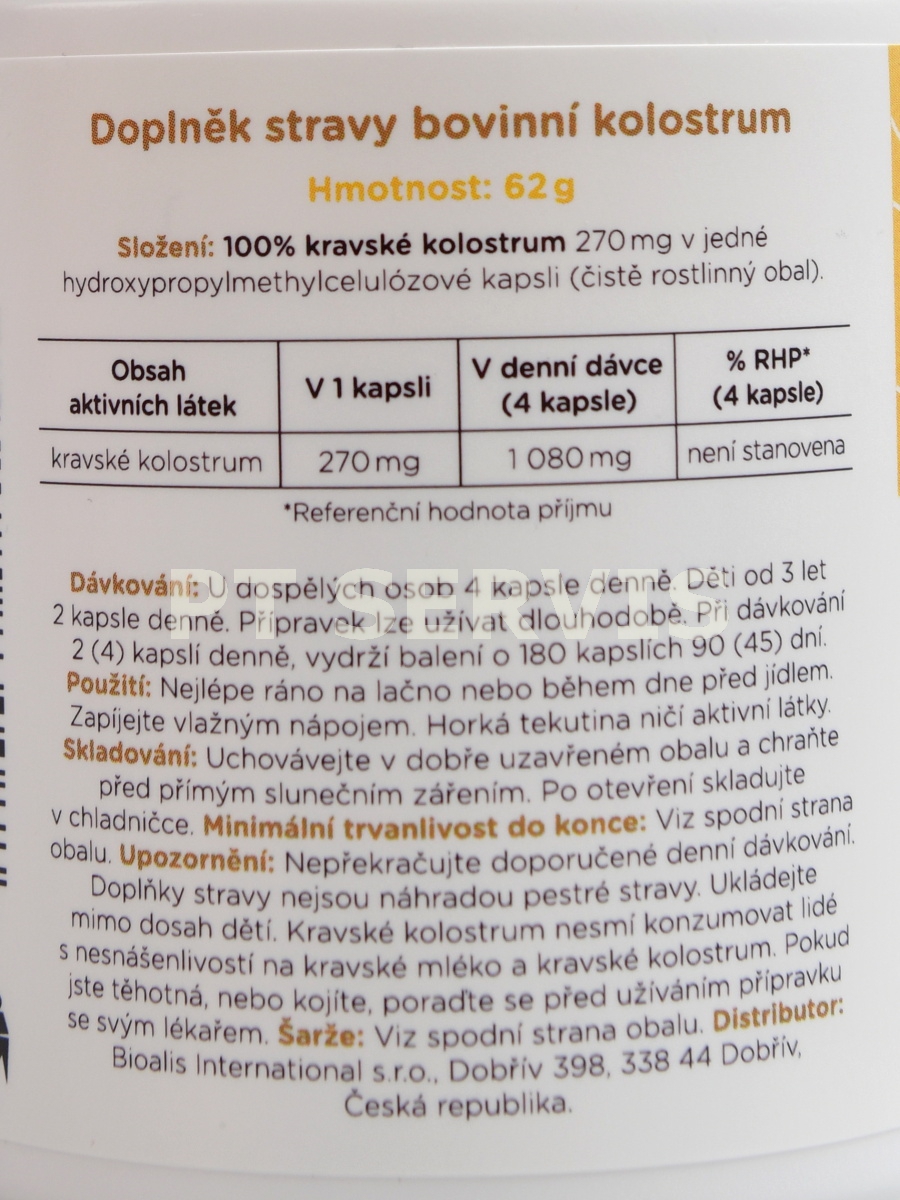 Doplněk stravy bovinní kolostrum
Hmotnost: 62 g
Složení: 100% kravské kolostrum 270 mg v jedné
hydroxypropylmethylcelulózové kapsli (čistě rostlinný obal).
Obsah aktivních látek
V 1 kapsli
V denní dávce (4 kapsle)
% RHP* (4 kapsle)
kravské kolostrum
270 mg
1 080 mg
není stanovena
*Referenční hodnota příjmu
PT SERVIS
Dávkování: U dospělých osob 4 kapsle denně. Děti od 3 let
2 kapsle denně. Přípravek lze užívat dlouhodobě. Při dávkování
2 (4) kapslí denně, vydrží balení o 180 kapslích 90 (45) dní.
Použití: Nejlépe ráno na lačno nebo během dne před jídlem.
Zapíjejte vlažným nápojem. Horká tekutina ničí aktivní látky.
Skladování: Uchovávejte v dobře uzavřeném obalu a chraňte
před přímým slunečním zářením. Po otevření skladujte
v chladničce. Minimální trvanlivost do konce: Viz spodní strana
obalu. Upozornění: Nepřekračujte doporučené denní dávkování.
Doplňky stravy nejsou náhradou pestré stravy. Ukládejte
mimo dosah dětí. Kravské kolostrum nesmí konzumovat lidé
s nesnášenlivostí na kravské mléko a kravské kolostrum. Pokud
jste těhotná, nebo kojíte, poraďte se před užíváním přípravku
se svým lékařem. Šarže: Viz spodní strana obalu. Distributor:
Bioalis International s.r.o., Dobřív 398, 338 44 Dobřív,
Česká republika.